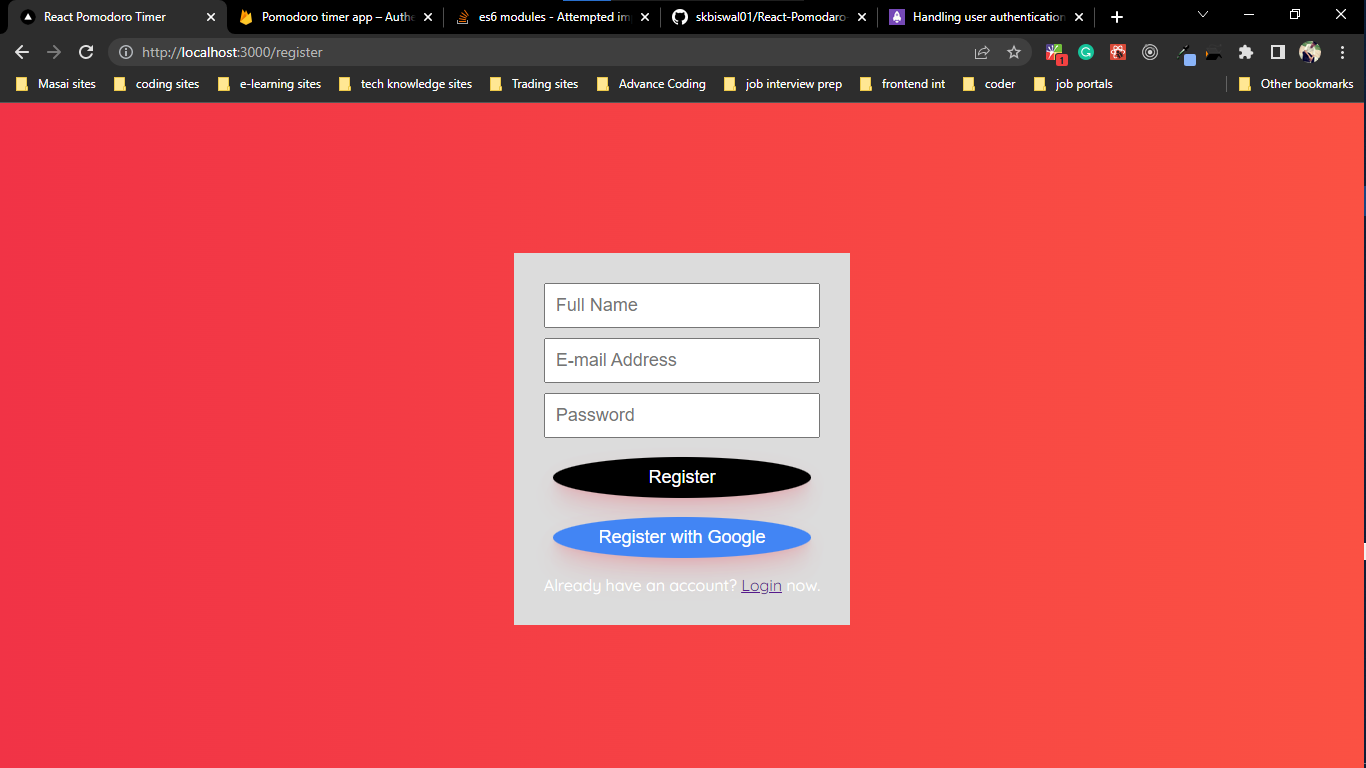 React Pomodoro Timer
Pomodoro timer app – Authe
es6 modules - Attempted im
skbiswal01/React-Pomodaro
Handling user authentication
http://localhost:3000/register
1
Masai sites
coding sites
e-learning sites
tech knowledge sites
Trading sites
Advance Coding
job interview prep
frontend int
coder
job portals
Other bookmarks
Full Name
E-mail Address
Password
Register
Register with Google
Already have an account? Login now.